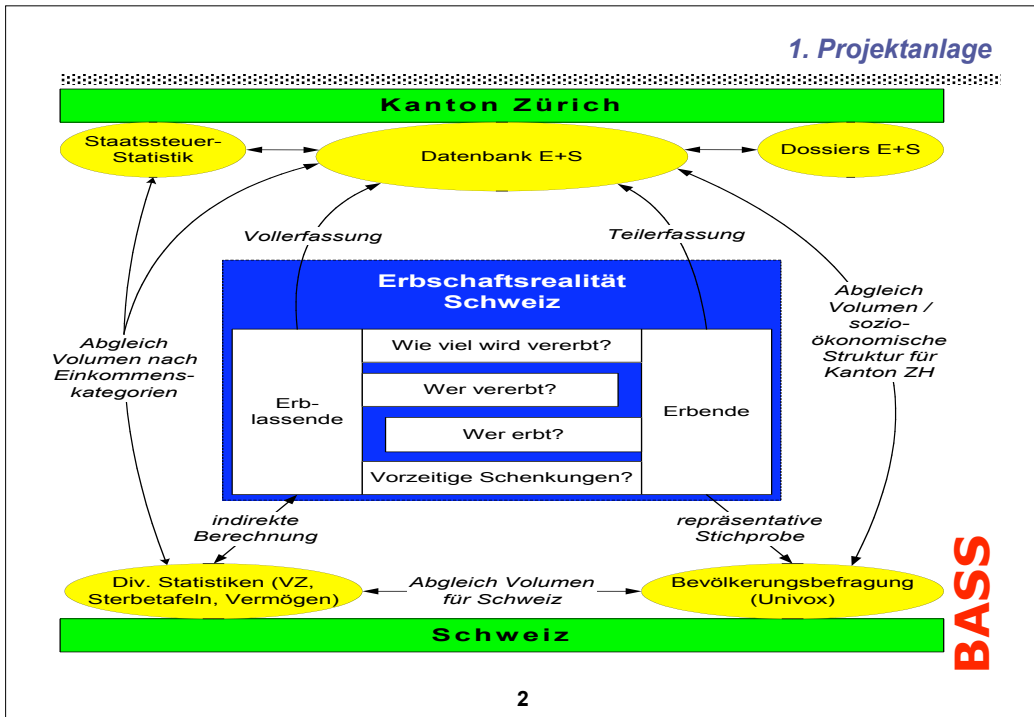 1. Projektanlage
Kanton Zürich
Staatssteuer-
Statistik
Datenbank E+S
Dossiers E+S
Vollerfassung
Teilerfassung
Erbschaftsrealität
Schweiz
Abgleich
Volumen nach
Einkommens-
kategorien
Abgleich
Volumen /
sozio-
ökonomische
Struktur für
Kanton ZH
Erb-
lassende
Wie viel wird vererbt?
Wer vererbt?
Wer erbt?
Vorzeitige Schenkungen?
Erbende
indirekte
Berechnung
repräsentative
Stichprobe
Div. Statistiken (VZ,
Sterbetafeln, Vermögen)
Abgleich Volumen
für Schweiz
Bevölkerungsbefragung
(Univox)
Schweiz
BASS
2